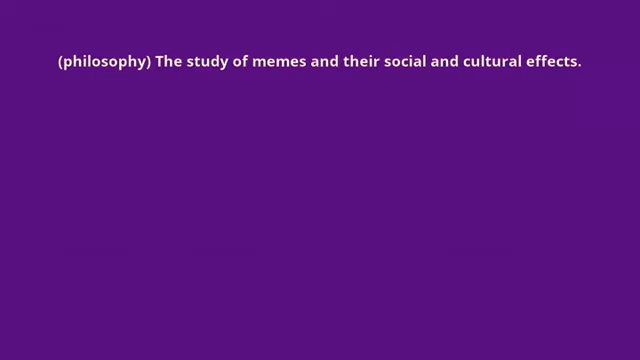 (philosophy) The study of memes and their social and cultural effects.